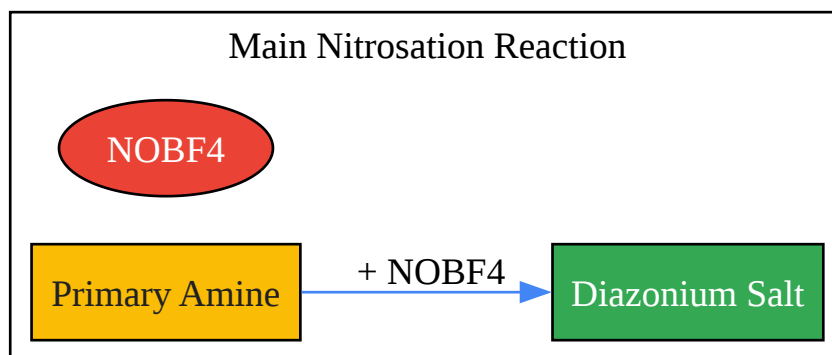 Main Nitrosation Reaction
NOBF4
Primary Amine
+ NOBF4
Diazonium Salt